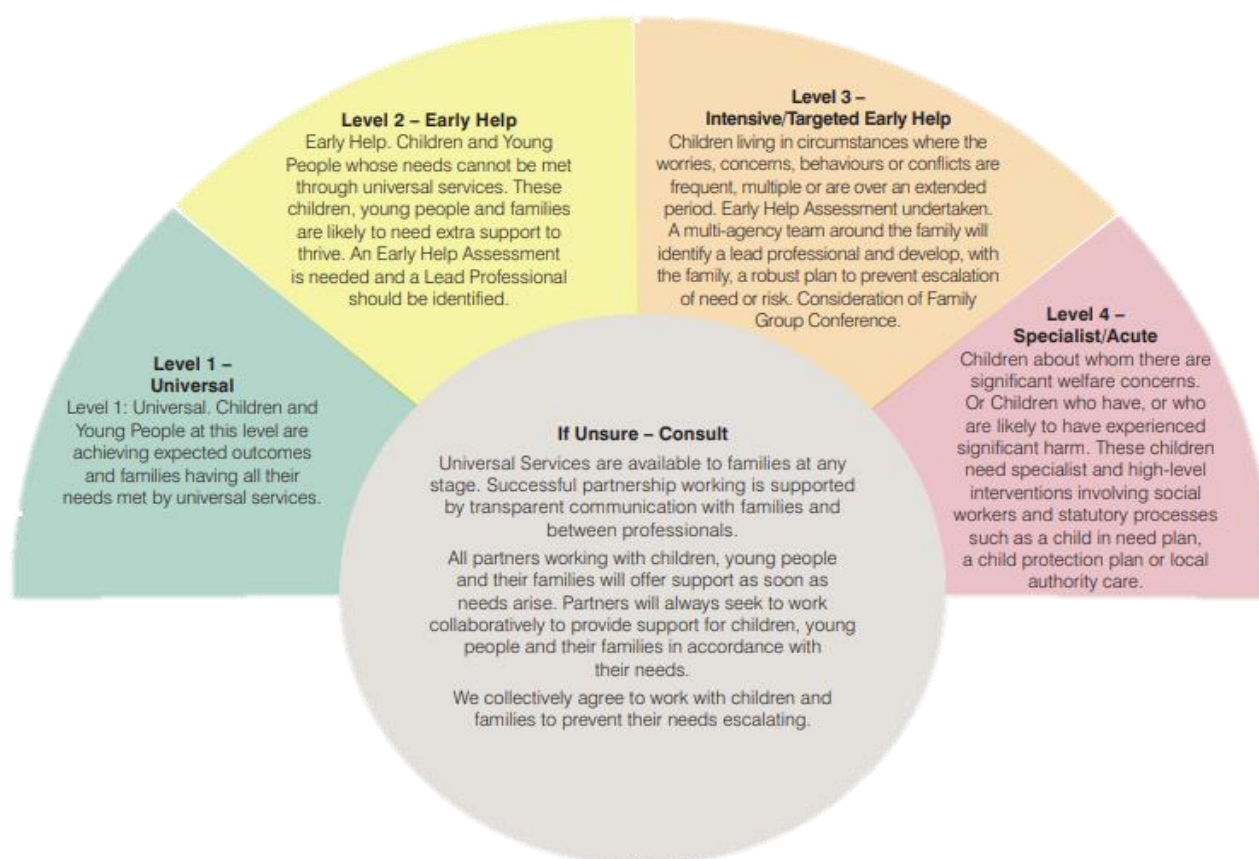 Level 2 – Early Help
Early Help. Children and Young
People whose needs cannot be met
through universal services. These
children, young people and families
are likely to need extra support to
thrive. An Early Help Assessment
is needed and a Lead Professional
should be identified.
Level 3 –
Intensive/Targeted Early Help
Children living in circumstances where the
worries, concerns, behaviours or conflicts are
frequent, multiple or are over an extended
period. Early Help Assessment undertaken.
A multi-agency team around the family will
identify a lead professional and develop, with
the family, a robust plan to prevent escalation
of need or risk. Consideration of Family
Group Conference.
Level 1 –
Universal
Level 1: Universal. Children and
Young People at this level are
achieving expected outcomes
and families having all their
needs met by universal services.
Level 4 –
Specialist/Acute
Children about whom there are
significant welfare concerns.
Or Children who have, or who
are likely to have experienced
significant harm. These children
need specialist and high-level
interventions involving social
workers and statutory processes
such as a child in need plan,
a child protection plan or local
authority care.
If Unsure – Consult
Universal Services are available to families at any
stage. Successful partnership working is supported
by transparent communication with families and
between professionals.
All partners working with children, young people
and their families will offer support as soon as
needs arise. Partners will always seek to work
collaboratively to provide support for children, young
people and their families in accordance with
their needs.
We collectively agree to work with children and
families to prevent their needs escalating.